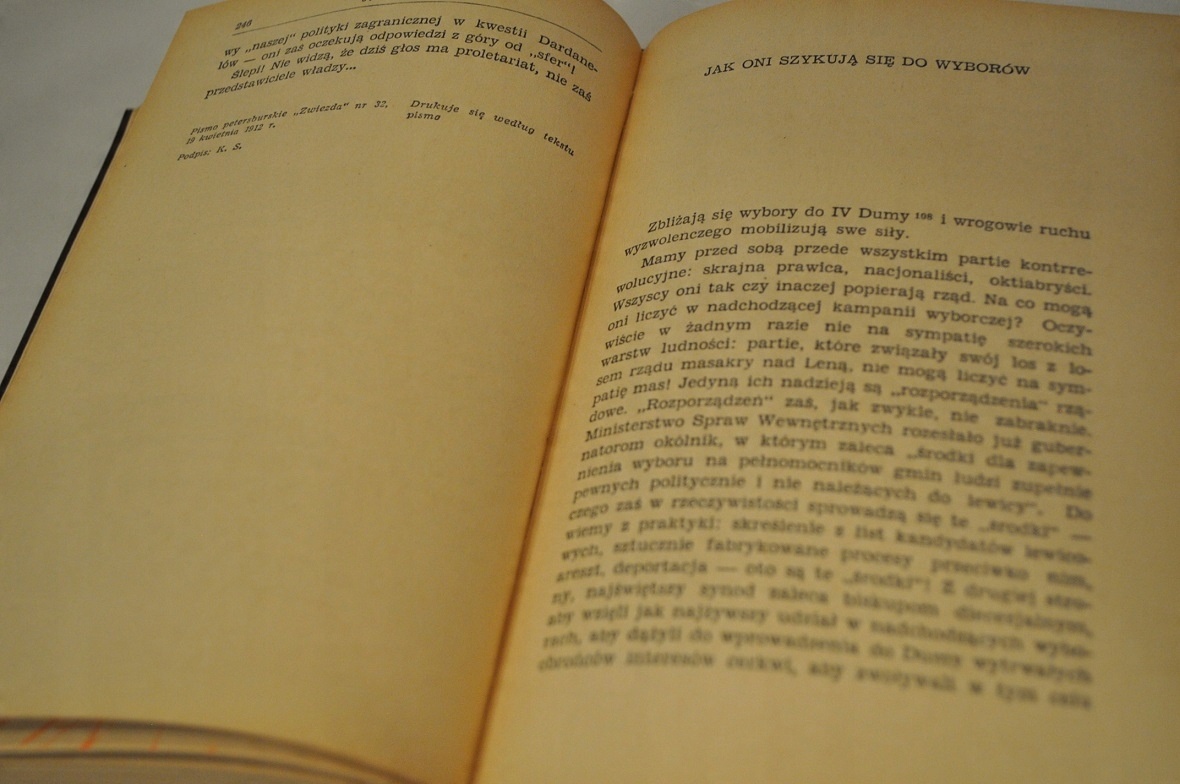 246
wy „naszej" polityki zagranicznej w kwestii Dardane-
lów — oni zaś oczekują odpowiedzi z góry od „sfer"!
Ślepi! Nie widzą, że dziś głos ma proletariat, nie zaś
przedstawiciele władzy...
Pismo petersburskie „Zwiezda" nr 32,
19 kwietnia 1912 r.
Podpis: K. S.
Drukuje się według tekstu
pisma
JAK ONI SZYKUJĄ SIĘ DO WYBORÓW
Zbliżają się wybory do IV Dumy 108 i wrogowie ruchu
wyzwoleńczego mobilizują swe siły.
Mamy przed sobą przede wszystkim partie kontrre-
wolucyjne: skrajna prawica, nacjonaliści, oktiabryści.
Wszyscy oni tak czy inaczej popierają rząd. Na co mogą
oni liczyć w nadchodzącej kampanii wyborczej? Oczy-
wiście w żadnym razie nie na sympatię szerokich
warstw ludności: partie, które związały swój los z lo-
sem rządu masakry nad Leną, nie mogą liczyć na sym-
patię mas! Jedyną ich nadzieją są „rozporządzenia" rzą-
dowe. „Rozporządzeń" zaś, jak zwykle, nie zabraknie.
Ministerstwo Spraw Wewnętrznych rozesłało już guber-
natorom okólnik, w którym zaleca „środki dla zapew-
nienia wyboru na pełnomocników gmin ludzi zupełnie
pewnych politycznie i nie należących do lewicy". Do
czego zaś w rzeczywistości sprowadzą się te „środki" —
wiemy z praktyki: skreślenie z list kandydatów lewico-
wych, sztucznie fabrykowane procesy przeciwko nim,
areszt, deportacja — oto są te „środki"! Z drugiej stro-
ny, najświętszy synod zaleca biskupom diecezjalnym,
aby wzięli jak najżywszy udział w nadchodzących wybo-
rach, aby dążyli do wprowadzenia do Dumy wytrwałych
obrońców interesów cerkwi, aby zwoływali w tym celu